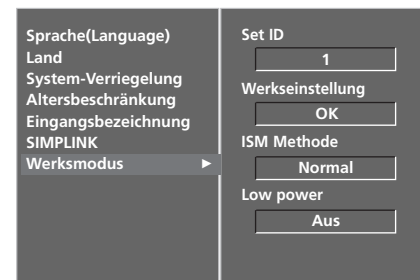 Sprache(Language)
Land
System-Verriegelung
Altersbeschränkung
Eingangsbezeichnung
SIMPLINK
Werksmodus ►
Set ID
1
Werkseinstellung
OK
ISM Methode
Normal
Low power
Aus